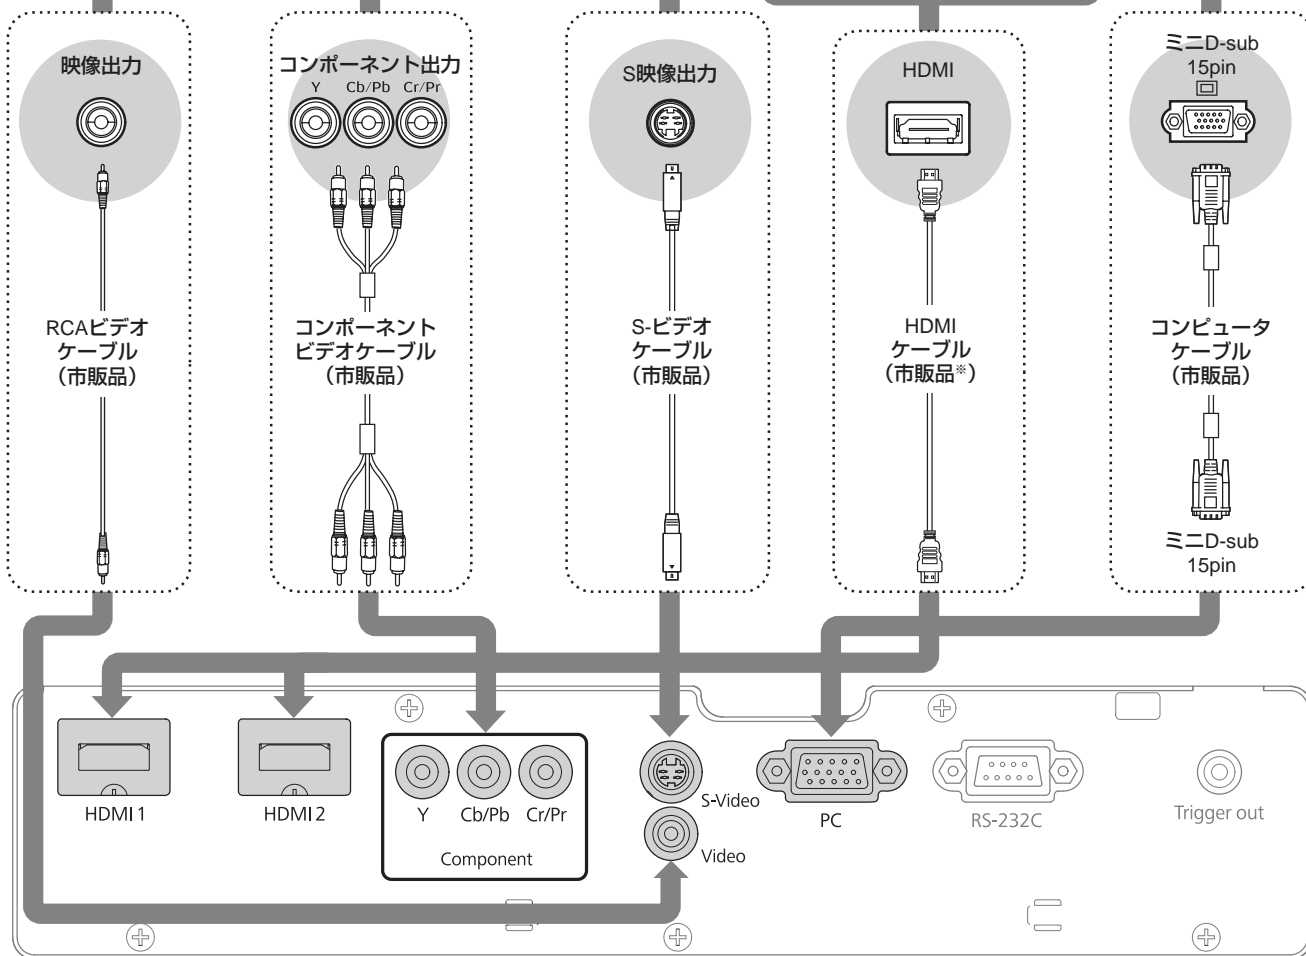 映像出力
コンポーネント出力
Y Cb/Pb Cr/Pr
S映像出力
HDMI
ミニD-sub
15pin
RCAビデオ
ケーブル
（市販品）
コンポーネント
ビデオケーブル
（市販品）
S-ビデオ
ケーブル
（市販品）
HDMI
ケーブル
（市販品※）
コンピュータ
ケーブル
（市販品）
ミニD-sub
15pin
HDMI 1
HDMI 2
Y Cb/Pb Cr/Pr
Component
S-Video
Video
PC
RS-232C
Trigger out